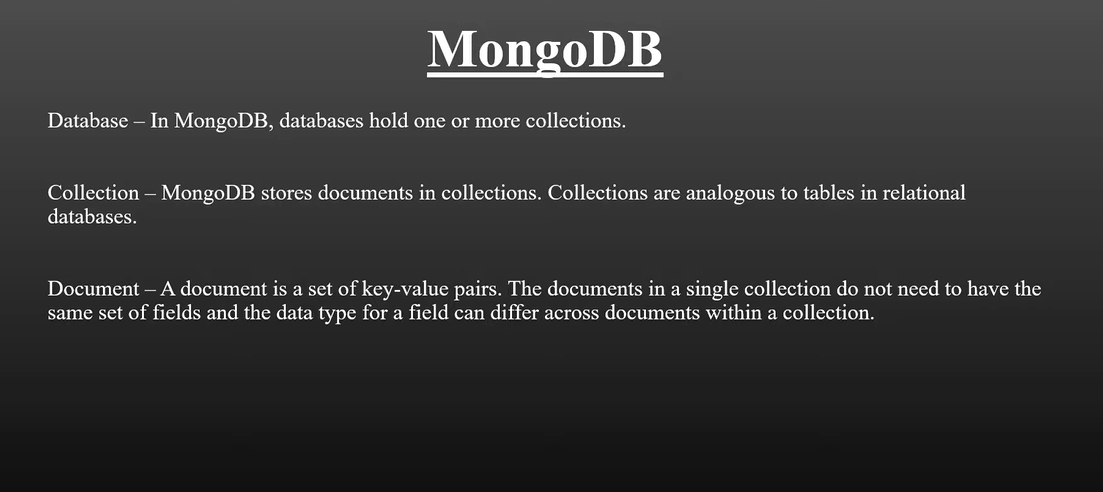 MongoDB
Database – In MongoDB, databases hold one or more collections.
Collection – MongoDB stores documents in collections. Collections are analogous to tables in relational
databases.
Document – A document is a set of key-value pairs. The documents in a single collection do not need to have the
same set of fields and the data type for a field can differ across documents within a collection.